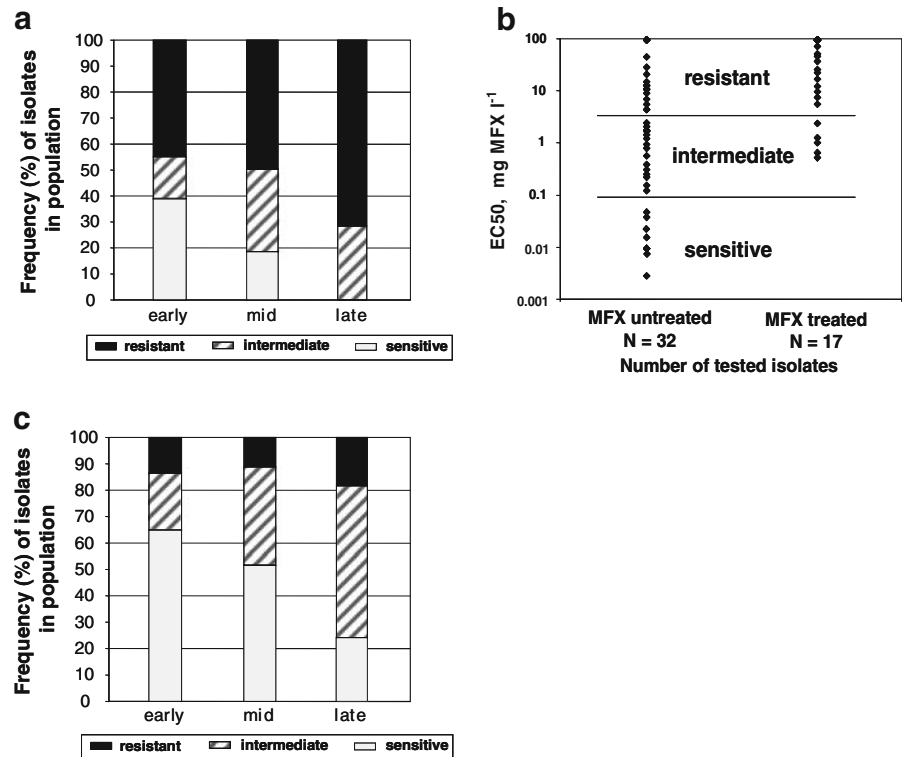 a
Frequency (%) of isolates
in population
100
90
80
70
60
50
40
30
20
10
0
early mid late
resistant intermediate sensitive
b
EC50, mg MFX l-1
100
10
1
0.1
0.01
0.001
resistant
intermediate
sensitive
MFX untreated MFX treated
N = 32 N = 17
Number of tested isolates
c
Frequency (%) of isolates
in population
100
90
80
70
60
50
40
30
20
10
0
early mid late
resistant intermediate sensitive